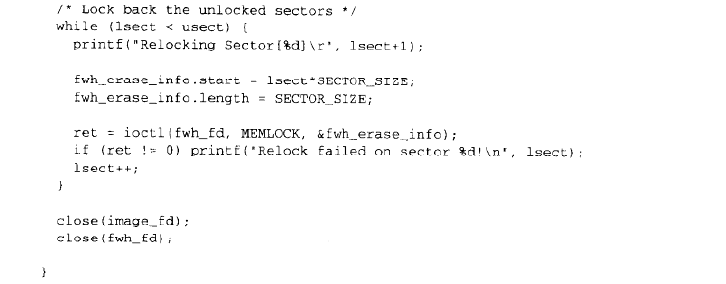 /* Lock back the unlocked sectors */
while (lsect < usect) {
printf("Relocking Sector[%d]\r", lsect+1);
fwh_erase_info.start = lsect*SECTOR_SIZE;
fwh_erase_info.length = SECTOR_SIZE;
ret = ioctl(fwh_fd, MEMLOCK, &fwh_erase_info);
if (ret != 0) printf("Relock failed on sector %d!\n", lsect);
lsect++;
}
close(image_fd);
close(fwh_fd);
}